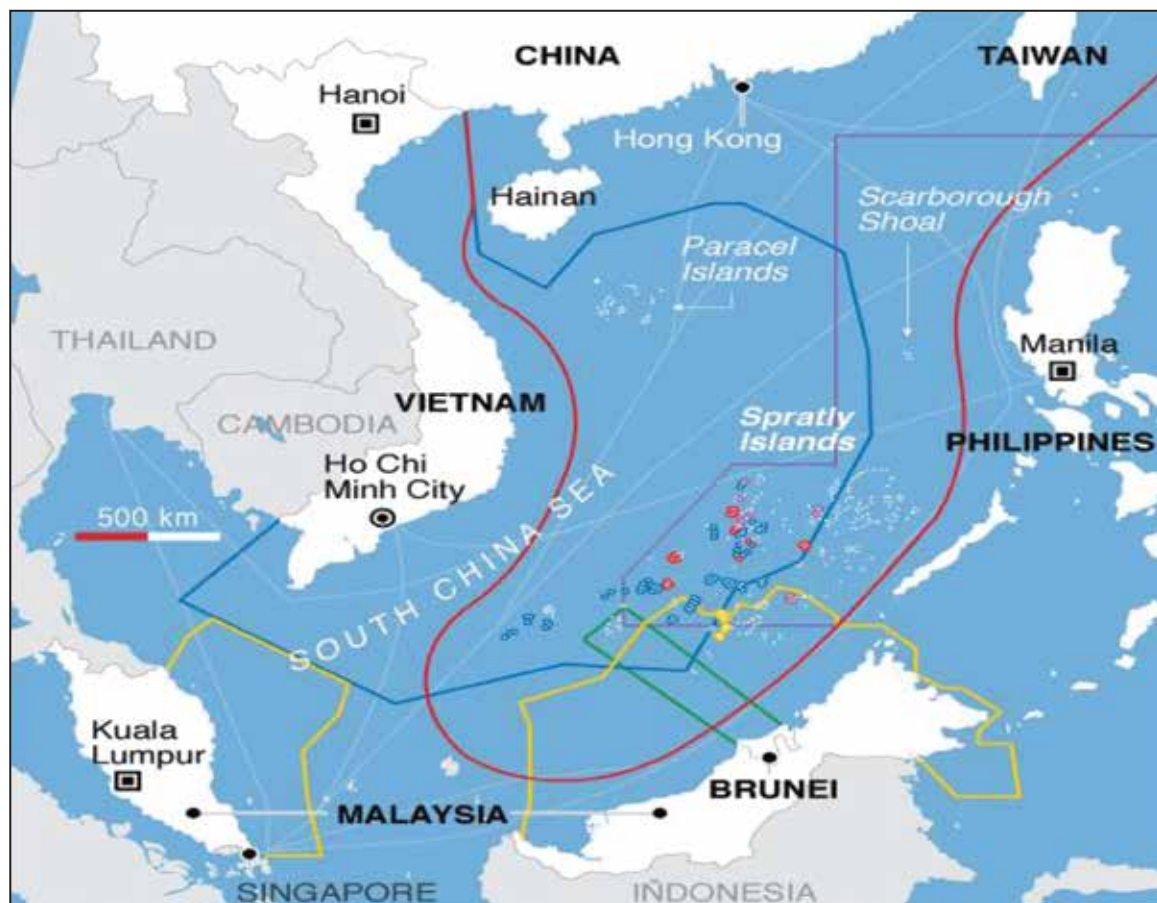 CHINA
TAIWAN
Hanoi
Hong Kong
Hainan
Scarborough
Shoal
Paracel
Islands
THAILAND
Manila
VIETNAM
CAMBODIA
Spratly
Islands
PHILIPPINES
Ho Chi
Minh City
500 km
SOUTH CHINA SEA
Kuala
Lumpur
BRUNEI
MALAYSIA
SINGAPORE
INDONESIA